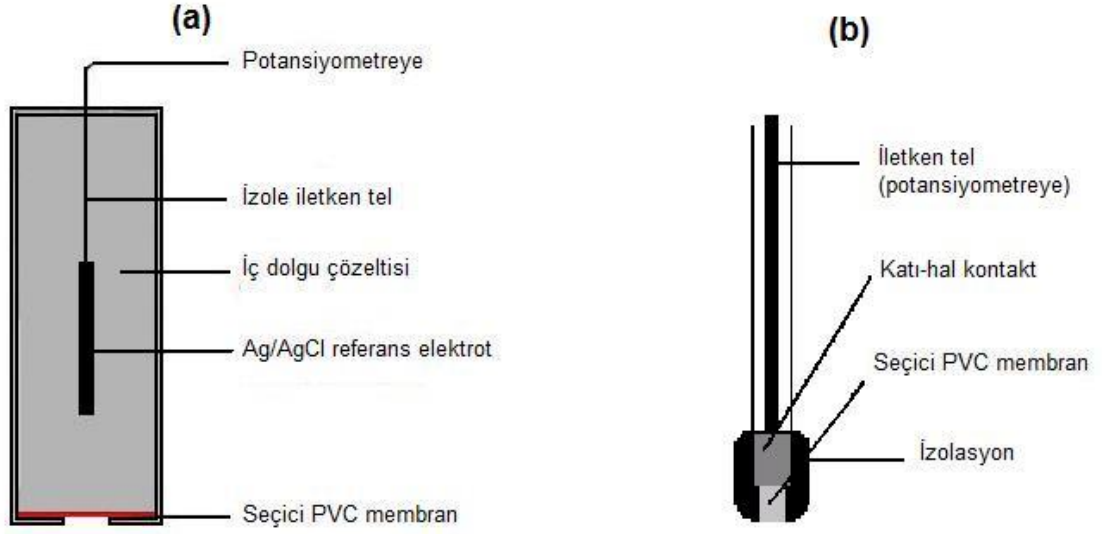 (a)
Potansiyometreye
İzole iletken tel
İç dolgu çözeltisi
Ag/AgCl referans elektrot
Seçici PVC membran
(b)
İletken tel
(potansiyometreye)
Katı-hal kontakt
Seçici PVC membran
İzolasyon